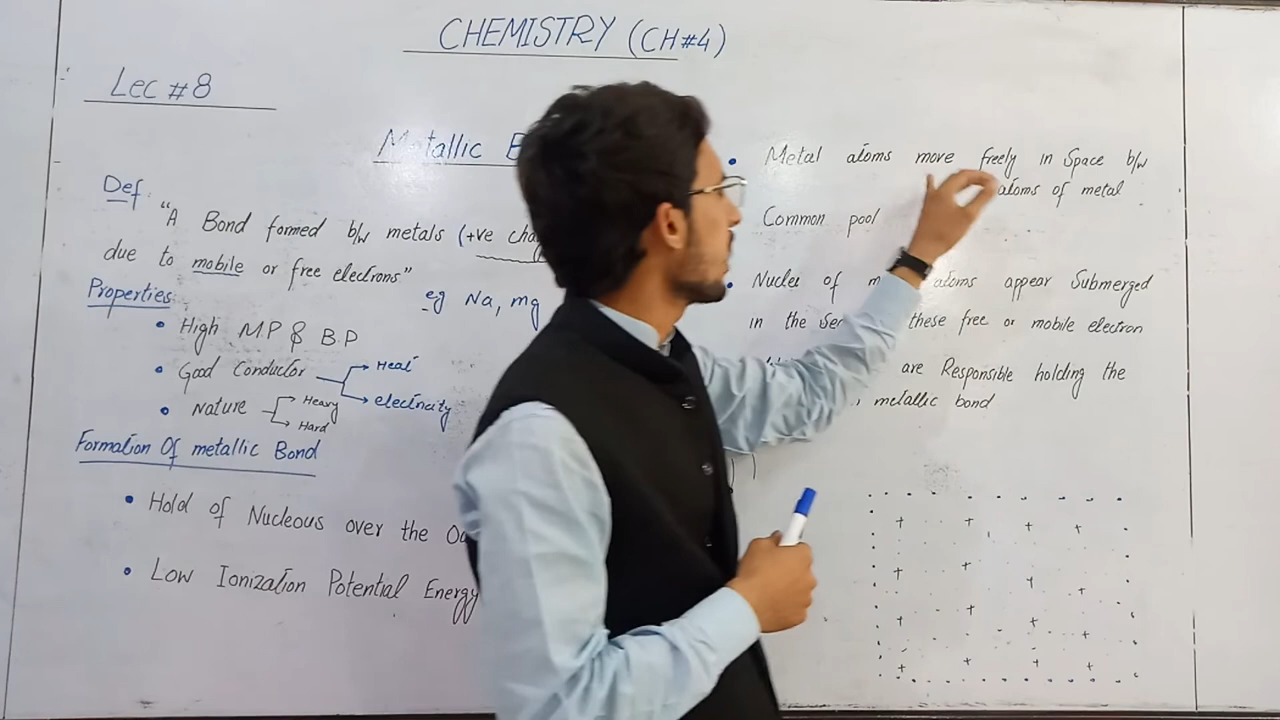 CHEMISTRY (CH#4)
Lec #8
Metallic
Def: "A Bond formed b/w metals (+ve
due to mobile or free electrons"
eg Na, mg
Properties
• High MP & BP
• Good Conductor → Heat
→ electricity
• Nature → Heavy
→ Hard
Formation Of metallic Bond
• Hold of Nucleous over the
• Low Ionization Potential Energy
• Metal atoms move freely in Space b/w
atoms of metal
Common pool
• Nuclei of atoms appear Submerged
in the these free or mobile electron
are Responsible holding the
metallic bond
+ + + +
+ + + +
+ + + +
+ + + +